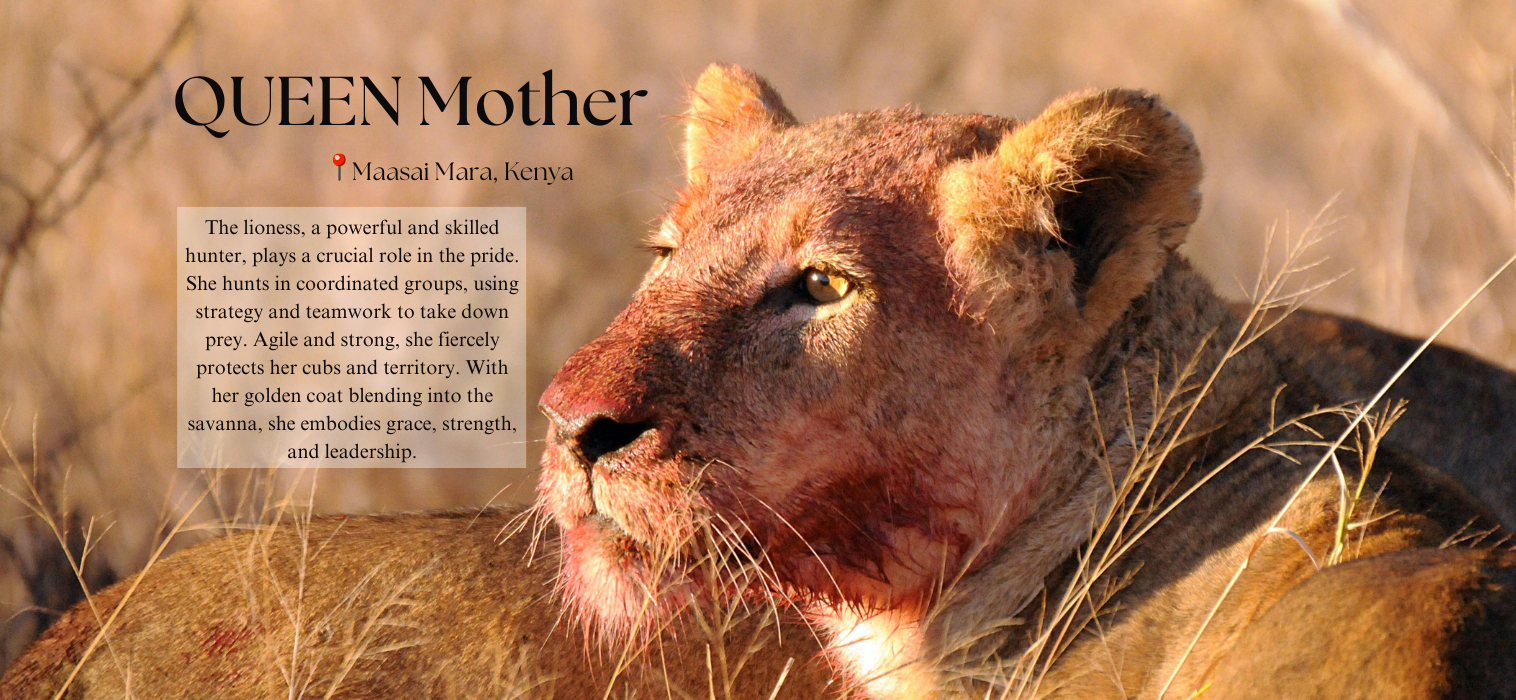 QUEEN Mother
📍Maasai Mara, Kenya
The lioness, a powerful and skilled
hunter, plays a crucial role in the pride.
She hunts in coordinated groups, using
strategy and teamwork to take down
prey. Agile and strong, she fiercely
protects her cubs and territory. With
her golden coat blending into the
savanna, she embodies grace, strength,
and leadership.